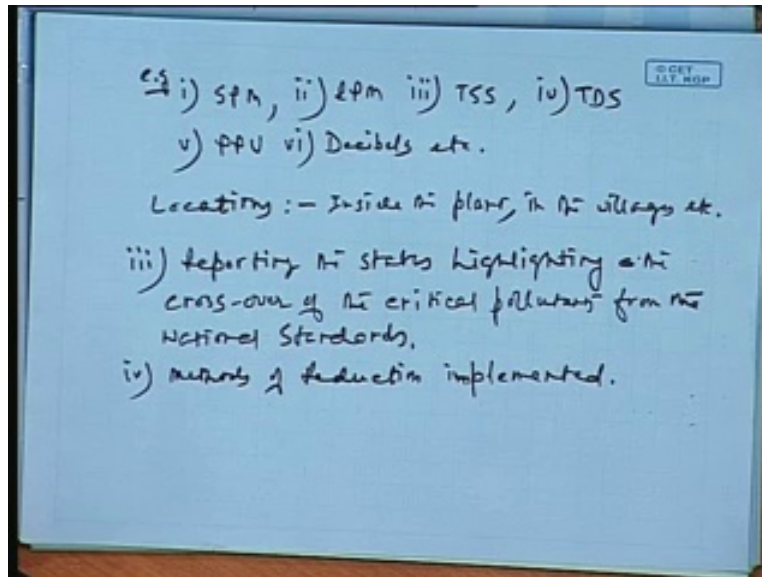 e.g i) SPM, ii) RPM iii) TSS, iv) TDS
© CET
I.I.T. KGP
v) PPV vi) Decibels etc.
Locations :- Inside the plant, in the villages etc.
iii) Reporting the status highlighting the
cross-over of the critical pollutants from the
National Standards.
iv) Methods of Reduction implemented.